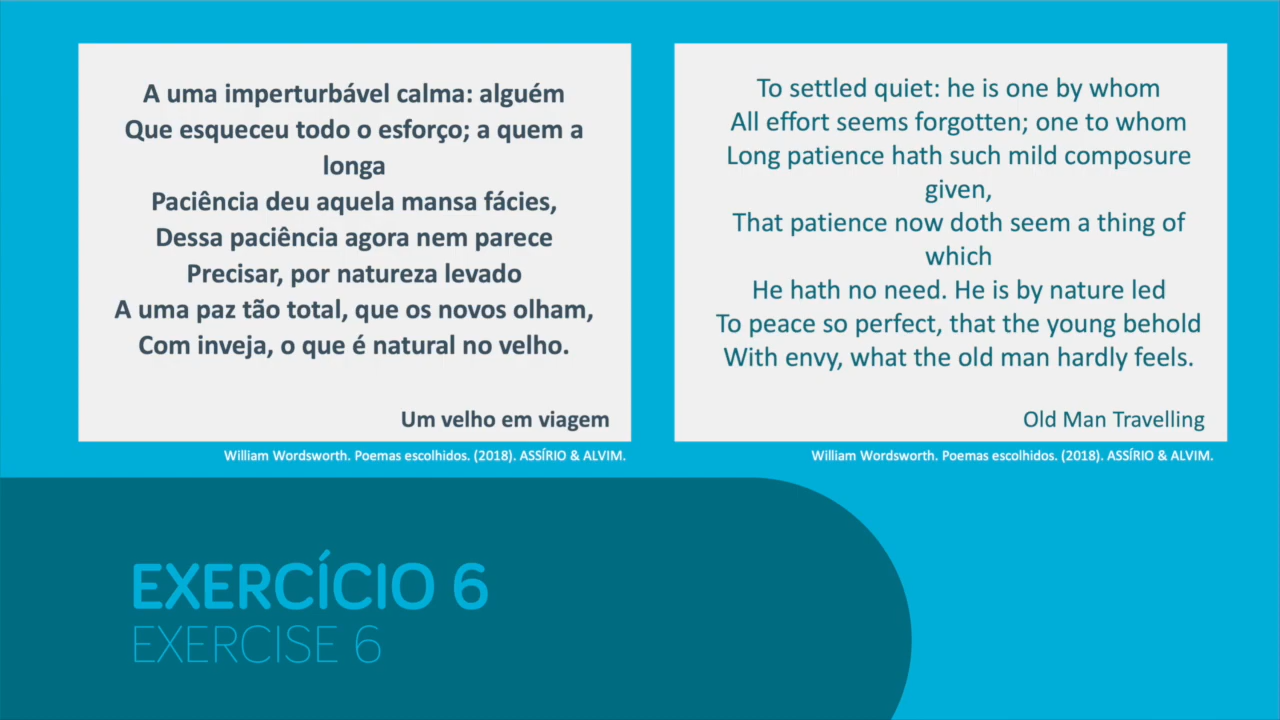 A uma imperturbável calma: alguém
Que esqueceu todo o esforço; a quem a
longa
Paciência deu aquela mansa fácies,
Dessa paciência agora nem parece
Precisar, por natureza levado
A uma paz tão total, que os novos olham,
Com inveja, o que é natural no velho.
Um velho em viagem
William Wordsworth. Poemas escolhidos. (2018). ASSÍRIO & ALVIM.
To settled quiet: he is one by whom
All effort seems forgotten; one to whom
Long patience hath such mild composure
given,
That patience now doth seem a thing of
which
He hath no need. He is by nature led
To peace so perfect, that the young behold
With envy, what the old man hardly feels.
Old Man Travelling
William Wordsworth. Poemas escolhidos. (2018). ASSÍRIO & ALVIM.
EXERCÍCIO 6
EXERCISE 6